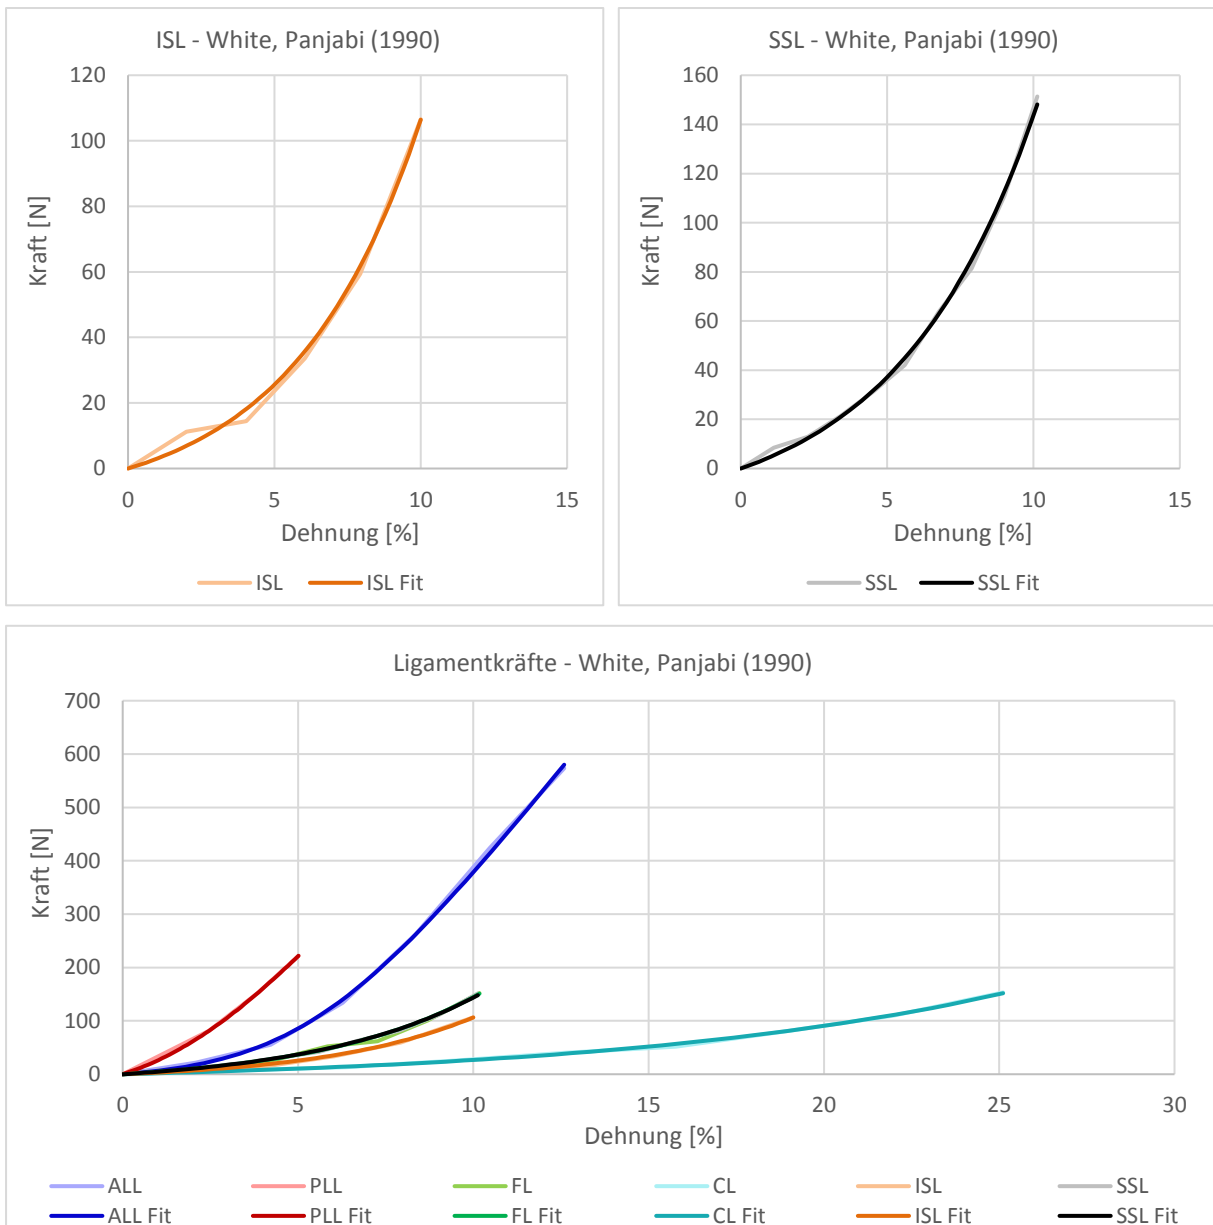 ISL - White, Panjabi (1990)
120
100
80
60
40
20
0
Kraft [N]
0 5 10 15
Dehnung [%]
ISL ISL Fit
SSL - White, Panjabi (1990)
160
140
120
100
80
60
40
20
0
Kraft [N]
0 5 10 15
Dehnung [%]
SSL SSL Fit
Ligamentkräfte - White, Panjabi (1990)
700
600
500
400
300
200
100
0
Kraft [N]
0 5 10 15 20 25 30
Dehnung [%]
ALL PLL FL CL ISL SSL
ALL Fit PLL Fit FL Fit CL Fit ISL Fit SSL Fit